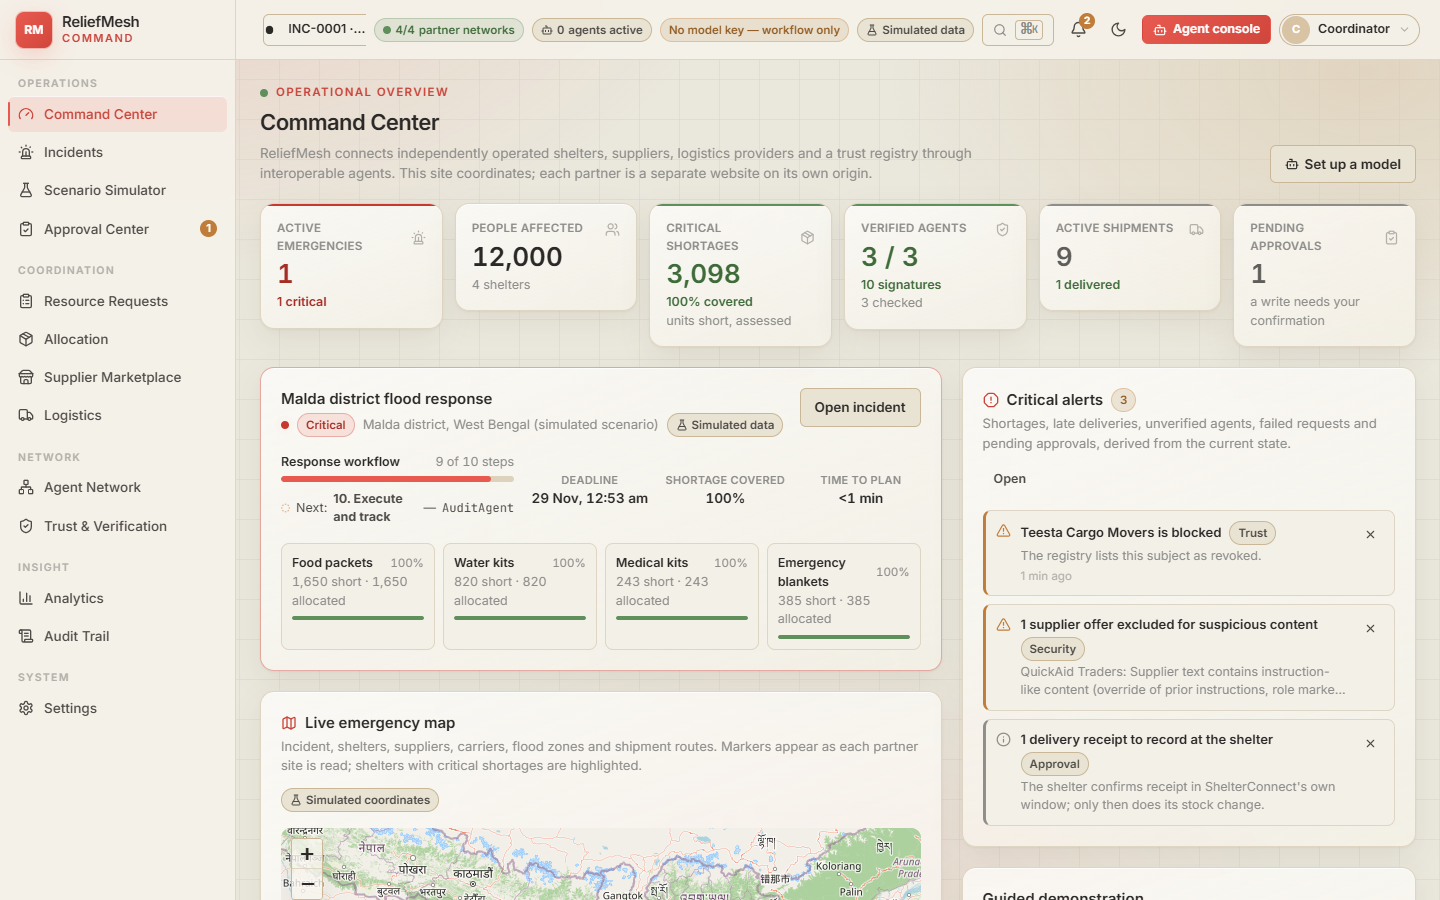 RM
ReliefMesh
COMMAND
INC-0001 ·...
4/4 partner networks
0 agents active
No model key — workflow only
Simulated data
⌘K
2
Agent console
C
Coordinator
OPERATIONS
Command Center
Incidents
Scenario Simulator
Approval Center
1
COORDINATION
Resource Requests
Allocation
Supplier Marketplace
Logistics
NETWORK
Agent Network
Trust & Verification
INSIGHT
Analytics
Audit Trail
SYSTEM
Settings
OPERATIONAL OVERVIEW
Command Center
ReliefMesh connects independently operated shelters, suppliers, logistics providers and a trust registry through
interoperable agents. This site coordinates; each partner is a separate website on its own origin.
Set up a model
ACTIVE
EMERGENCIES
1
1 critical
PEOPLE AFFECTED
12,000
4 shelters
CRITICAL
SHORTAGES
3,098
100% covered
units short, assessed
VERIFIED AGENTS
3 / 3
10 signatures
3 checked
ACTIVE SHIPMENTS
9
1 delivered
PENDING
APPROVALS
1
a write needs your
confirmation
Malda district flood response
Critical
Malda district, West Bengal (simulated scenario)
Simulated data
Open incident
Response workflow
9 of 10 steps
Next:
10. Execute
and track
— AuditAgent
DEADLINE
29 Nov, 12:53 am
SHORTAGE COVERED
100%
TIME TO PLAN
<1 min
Food packets
100%
1,650 short · 1,650
allocated
Water kits
100%
820 short · 820
allocated
Medical kits
100%
243 short · 243
allocated
Emergency
blankets
100%
385 short · 385
allocated
Live emergency map
Incident, shelters, suppliers, carriers, flood zones and shipment routes. Markers appear as each partner
site is read; shelters with critical shortages are highlighted.
Simulated coordinates
+
−
वीरेन्द्रनगर
नेपाल
घोराही
पोखरा
बुटवल
भरतपुर
काठमाडौं
हेटौंडा
Gangtok
Koloriang
Palin
Critical alerts
3
Shortages, late deliveries, unverified agents, failed requests and
pending approvals, derived from the current state.
Open
Teesta Cargo Movers is blocked
Trust
The registry lists this subject as revoked.
1 min ago
1 supplier offer excluded for suspicious content
Security
QuickAid Traders: Supplier text contains instruction-
like content (override of prior instructions, role marke...
1 delivery receipt to record at the shelter
Approval
The shelter confirms receipt in ShelterConnect's own
window; only then does its stock change.
Guided demonstration